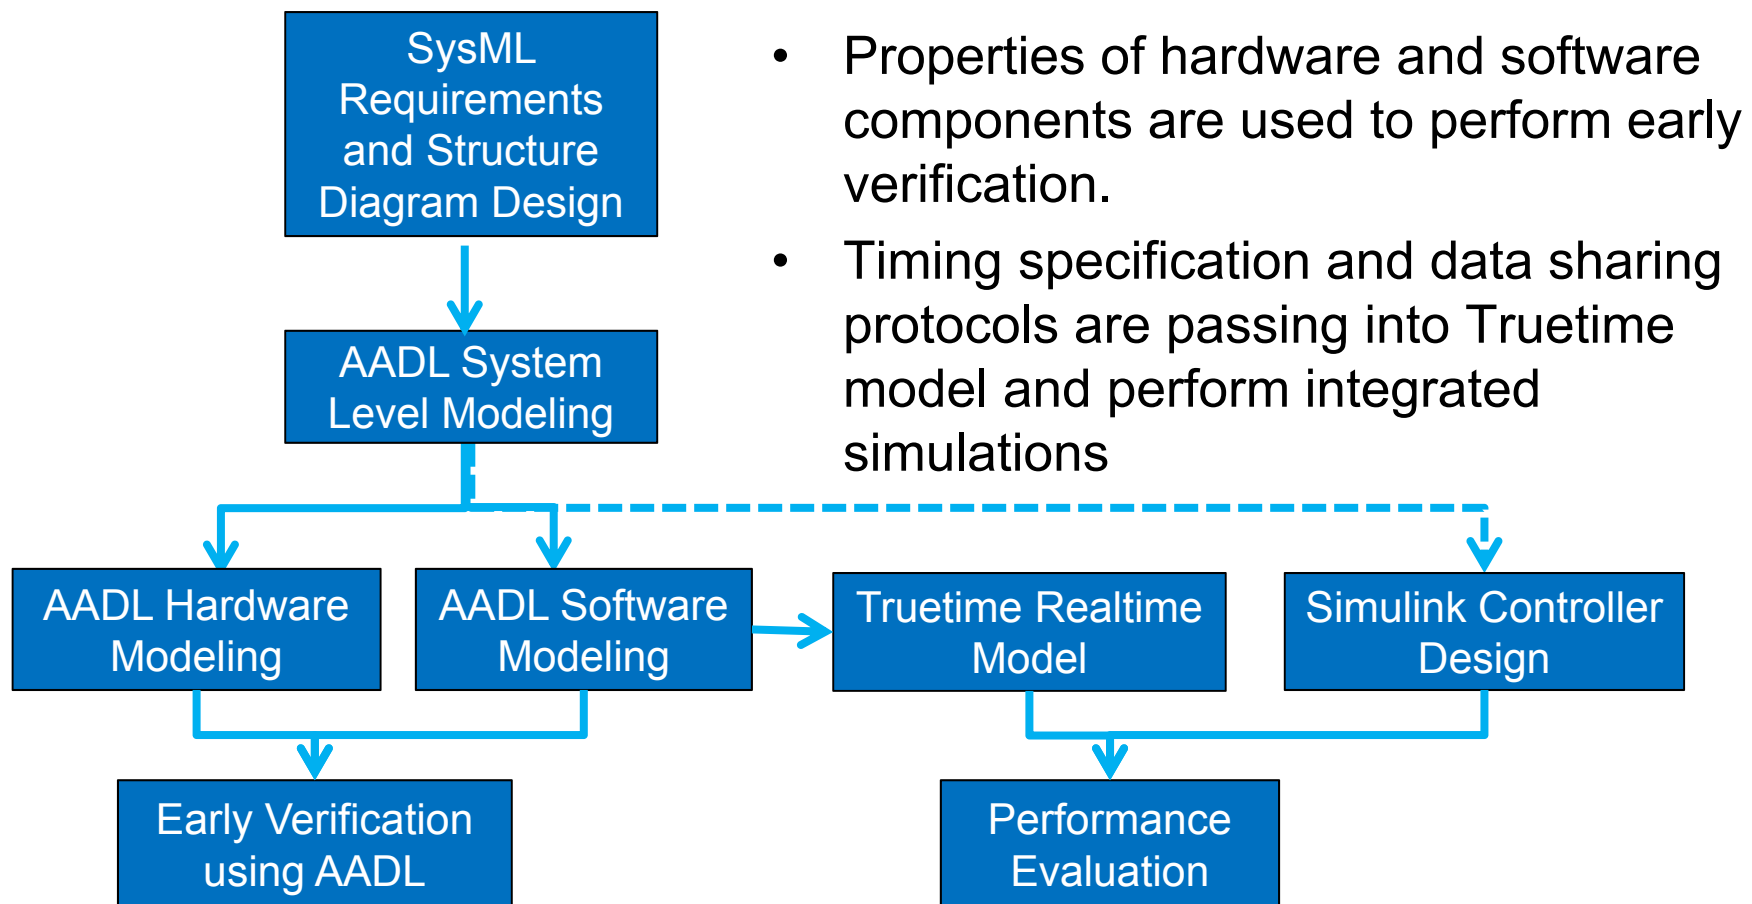 SysML
Requirements
and Structure
Diagram Design
• Properties of hardware and software
components are used to perform early
verification.
• Timing specification and data sharing
protocols are passing into Truetime
model and perform integrated
simulations
AADL System
Level Modeling
AADL Hardware
Modeling
AADL Software
Modeling
Truetime Realtime
Model
Simulink Controller
Design
Early Verification
using AADL
Performance
Evaluation